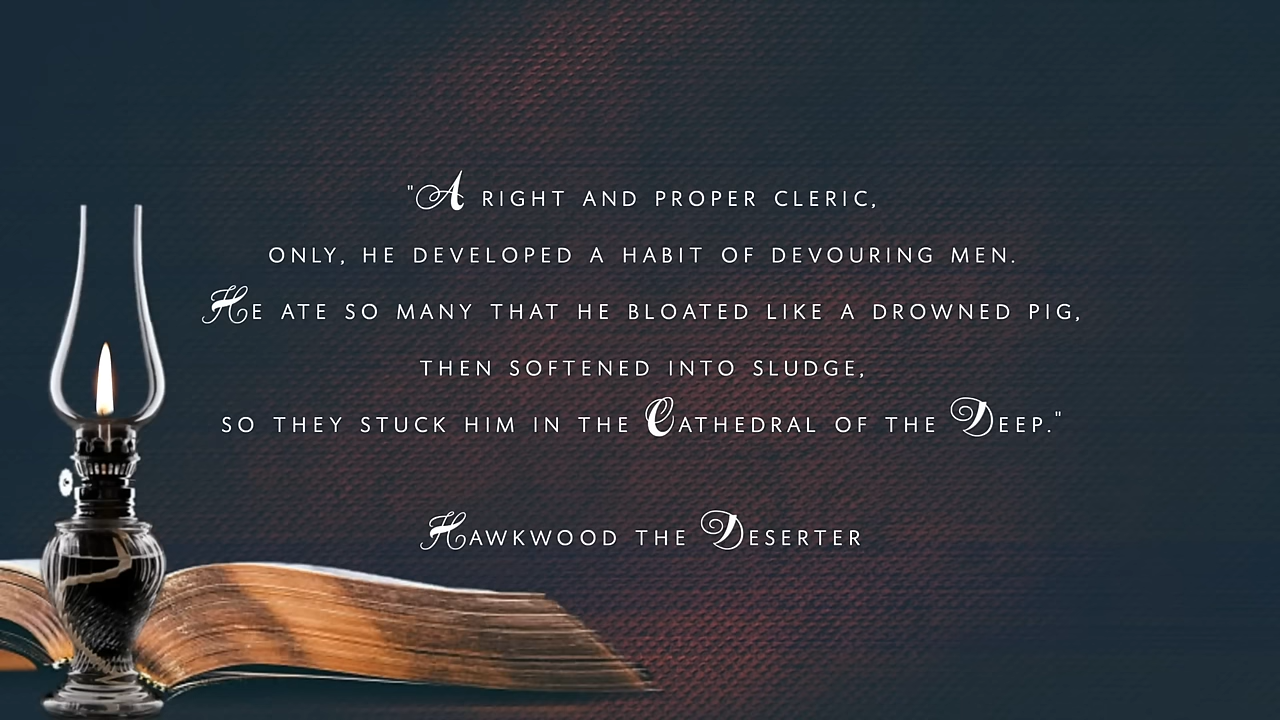 "A right and proper cleric,
only, he developed a habit of devouring men.
He ate so many that he bloated like a drowned pig,
then softened into sludge,
so they stuck him in the Cathedral of the Deep."
Hawkwood the Deserter